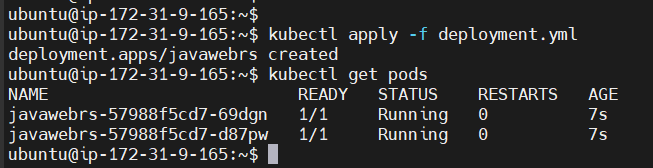 ubuntu@ip-172-31-9-165:~$
ubuntu@ip-172-31-9-165:~$ kubectl apply -f deployment.yml
deployment.apps/javawebrs created
ubuntu@ip-172-31-9-165:~$ kubectl get pods
NAME READY STATUS RESTARTS AGE
javawebrs-57988f5cd7-69dgn 1/1 Running 0 7s
javawebrs-57988f5cd7-d87pw 1/1 Running 0 7s
ubuntu@ip-172-31-9-165:~$